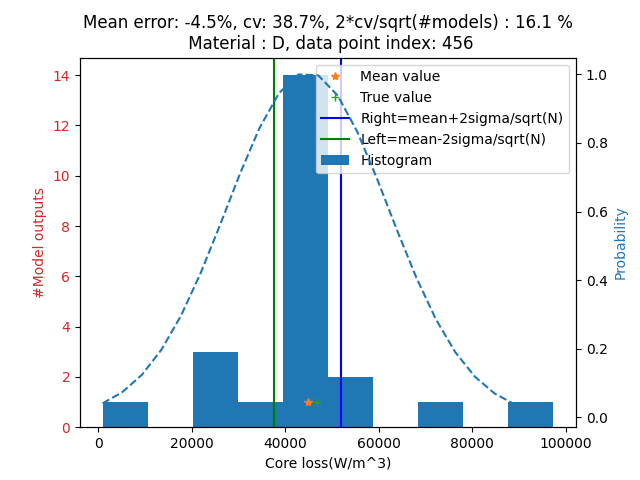 Mean error: -4.5%, cv: 38.7%, 2*cv/sqrt(#models) : 16.1 %
Material : D, data point index: 456
Mean value
True value
Right=mean+2sigma/sqrt(N)
Left=mean-2sigma/sqrt(N)
Histogram
14
12
10
8
6
4
2
0
#Model outputs
1.0
0.8
0.6
0.4
0.2
0.0
Probability
0 20000 40000 60000 80000 100000
Core loss(W/m^3)